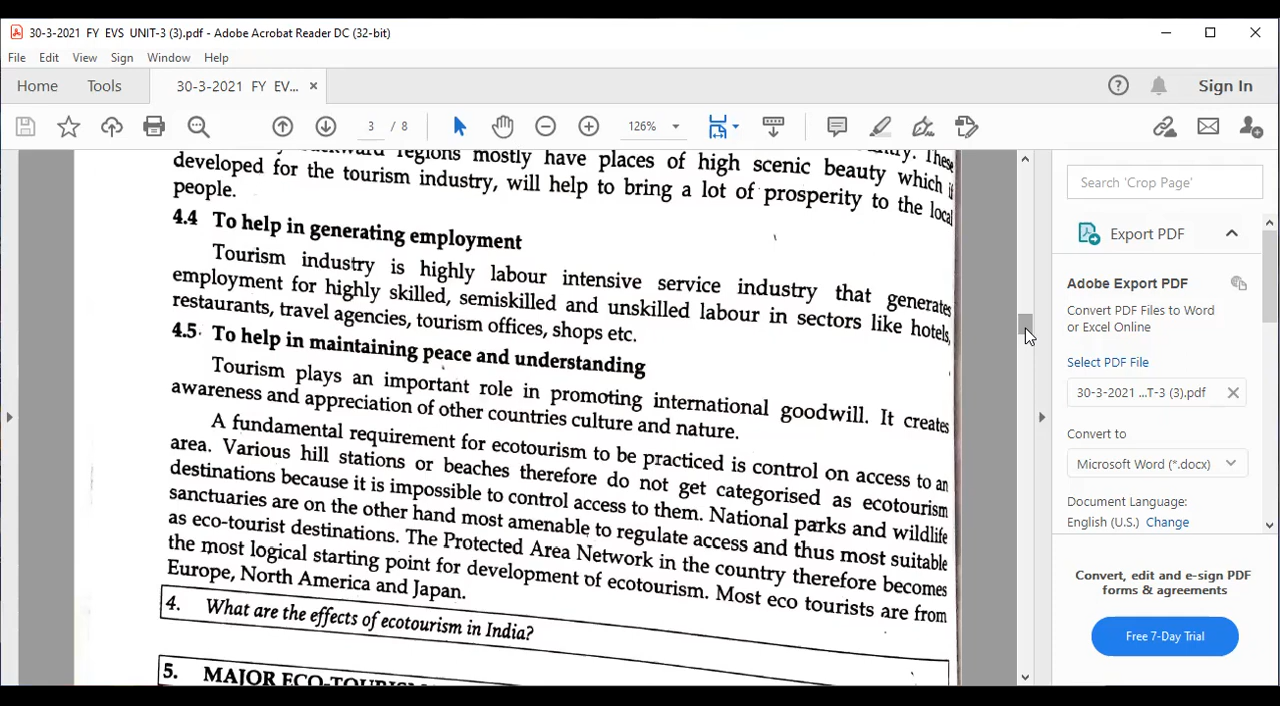 30-3-2021 FY EVS UNIT-3 (3).pdf - Adobe Acrobat Reader DC (32-bit)
File Edit View Sign Window Help
Home Tools 30-3-2021 FY EV... Sign In
3 / 8 126%
regions mostly have places of high scenic beauty which if
developed for the tourism industry, will help to bring a lot of prosperity to the local
people.
4.4 To help in generating employment
Tourism industry is highly labour intensive service industry that generates
employment for highly skilled, semiskilled and unskilled labour in sectors like hotels,
restaurants, travel agencies, tourism offices, shops etc.
4.5 To help in maintaining peace and understanding
Tourism plays an important role in promoting international goodwill. It creates
awareness and appreciation of other countries culture and nature.
A fundamental requirement for ecotourism to be practiced is control on access to an
area. Various hill stations or beaches therefore do not get categorised as ecotourism
destinations because it is impossible to control access to them. National parks and wildlife
sanctuaries are on the other hand most amenable to regulate access and thus most suitable
as eco-tourist destinations. The Protected Area Network in the country therefore becomes
the most logical starting point for development of ecotourism. Most eco tourists are from
Europe, North America and Japan.
4. What are the effects of ecotourism in India?
5. MAJOR
Search 'Crop Page'
Export PDF
Adobe Export PDF
Convert PDF Files to Word
or Excel Online
Select PDF File
30-3-2021 ...T-3 (3).pdf
Convert to
Microsoft Word (*.docx)
Document Language:
English (U.S.) Change
Convert, edit and e-sign PDF
forms & agreements
Free 7-Day Trial